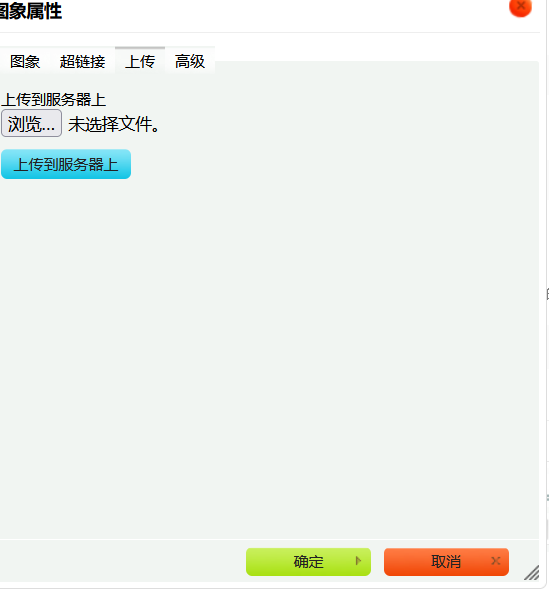 图象属性
图象 超链接 上传 高级
上传到服务器上
浏览... 未选择文件。
上传到服务器上
确定 取消